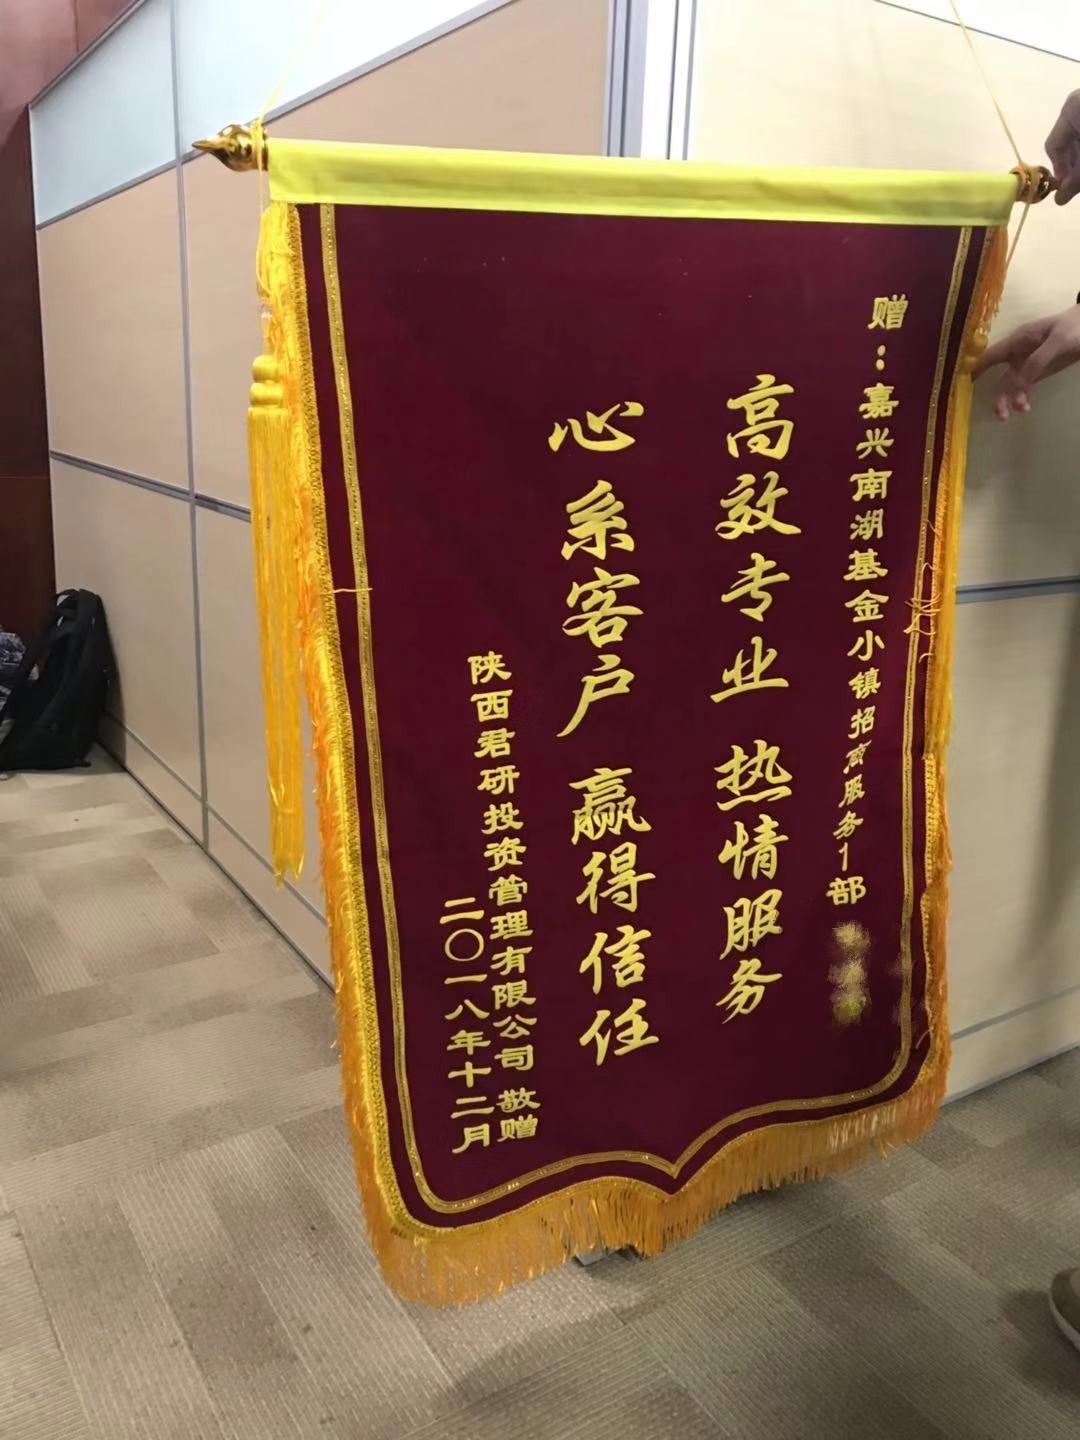 赠：嘉兴南湖基金小镇招商服务1部
高效专业 热情服务
心系客户 赢得信任
陕西君研投资管理有限公司 敬赠
二〇一八年十二月